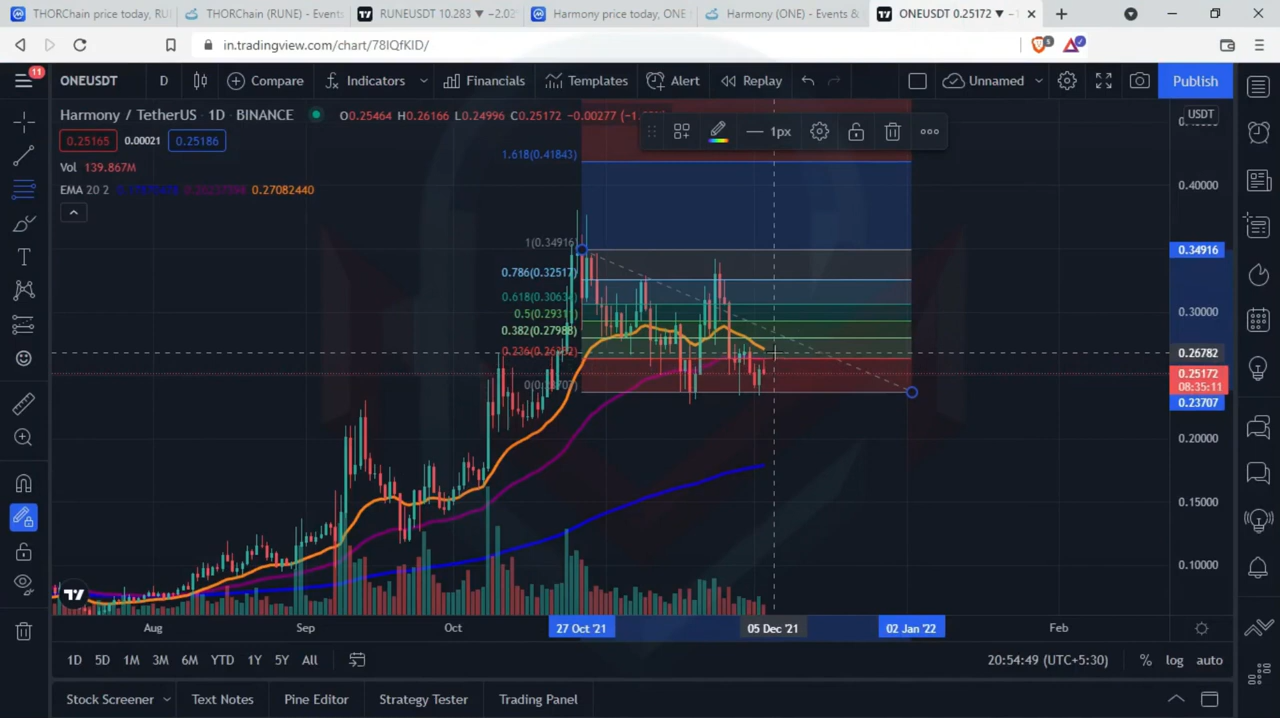 THORChain price today, RU
THORChain (RUNE) - Events
RUNEUSDT 10.283 ▼ −2.02
Harmony price today, ONE
Harmony (ONE) - Events &
ONEUSDT 0.25172 ▼
in.tradingview.com/chart/78IQfKID/
11
ONEUSDT D Compare Indicators Financials Templates Alert Replay Unnamed Publish
Harmony / TetherUS · 1D · BINANCE O0.25464 H0.26166 L0.24996 C0.25172 −0.00277
USDT
1px
0.25165 0.00021 0.25186
1.618(0.41843)
Vol 139.867M
EMA 20 2 0.27082440
0.40000
1(0.34916)
0.34916
0.786(0.32517)
0.618(0.3063
0.5(0.2931
0.30000
0.382(0.27988)
0.236(0.26
0.26782
0.25172
08:35:11
0.23707
0.20000
0.15000
0.10000
Aug Sep Oct 27 Oct '21 05 Dec '21 02 Jan '22 Feb
1D 5D 1M 3M 6M YTD 1Y 5Y All 20:54:49 (UTC+5:30) % log auto
Stock Screener Text Notes Pine Editor Strategy Tester Trading Panel